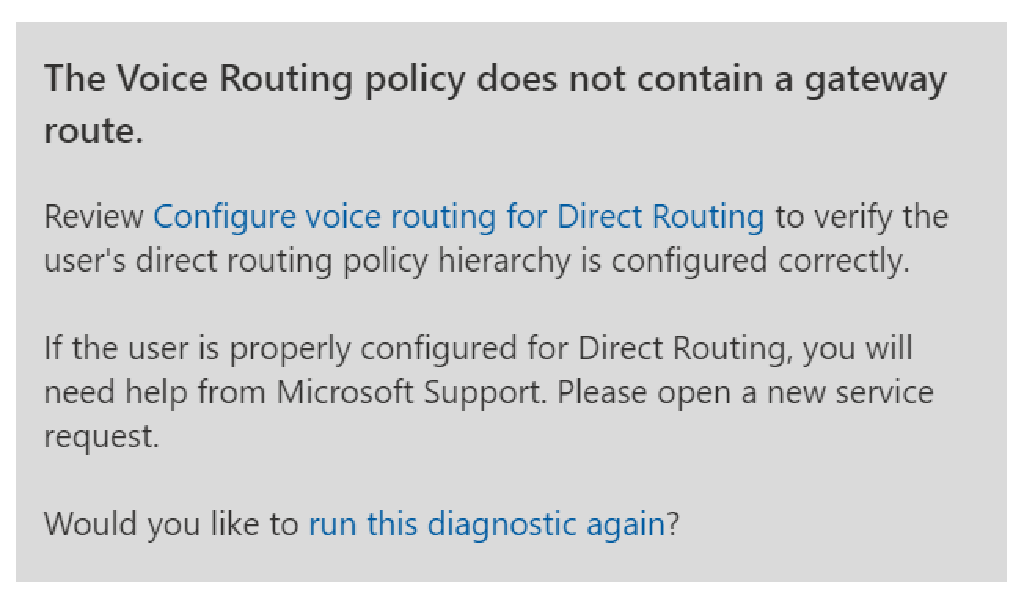 The Voice Routing policy does not contain a gateway
route.
Review Configure voice routing for Direct Routing to verify the
user's direct routing policy hierarchy is configured correctly.
If the user is properly configured for Direct Routing, you will
need help from Microsoft Support. Please open a new service
request.
Would you like to run this diagnostic again?